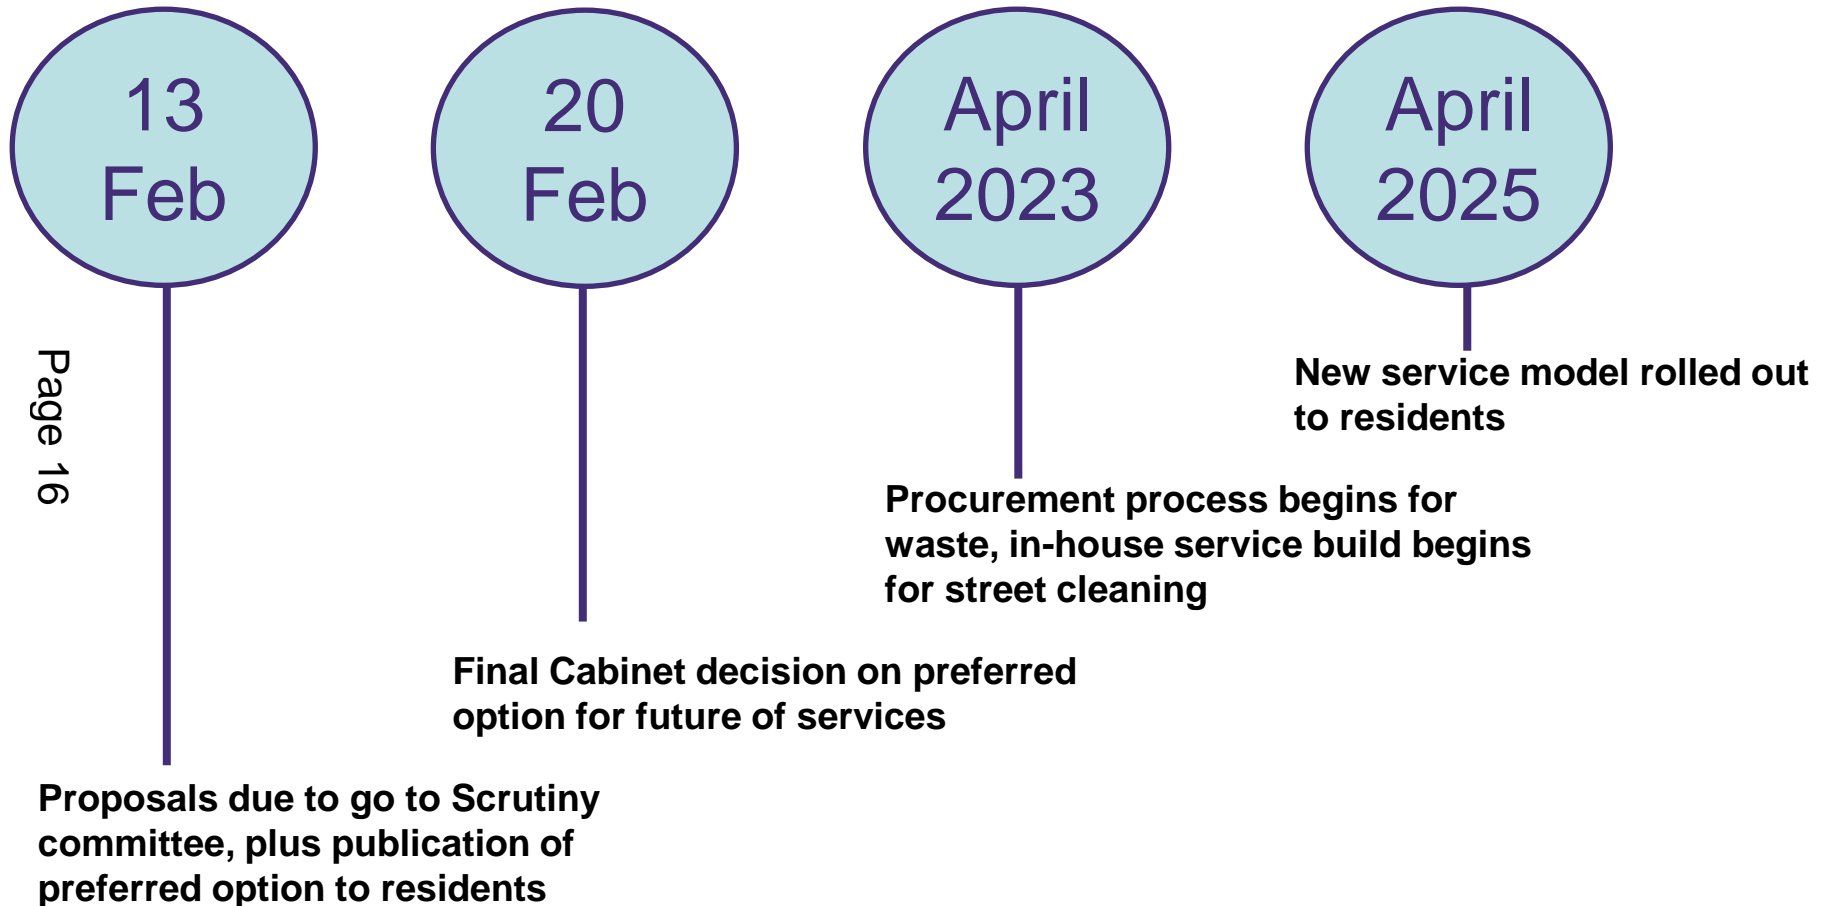 13
Feb
20
Feb
April
2023
April
2025
Page 16
New service model rolled out
to residents
Procurement process begins for
waste, in-house service build begins
for street cleaning
Final Cabinet decision on preferred
option for future of services
Proposals due to go to Scrutiny
committee, plus publication of
preferred option to residents